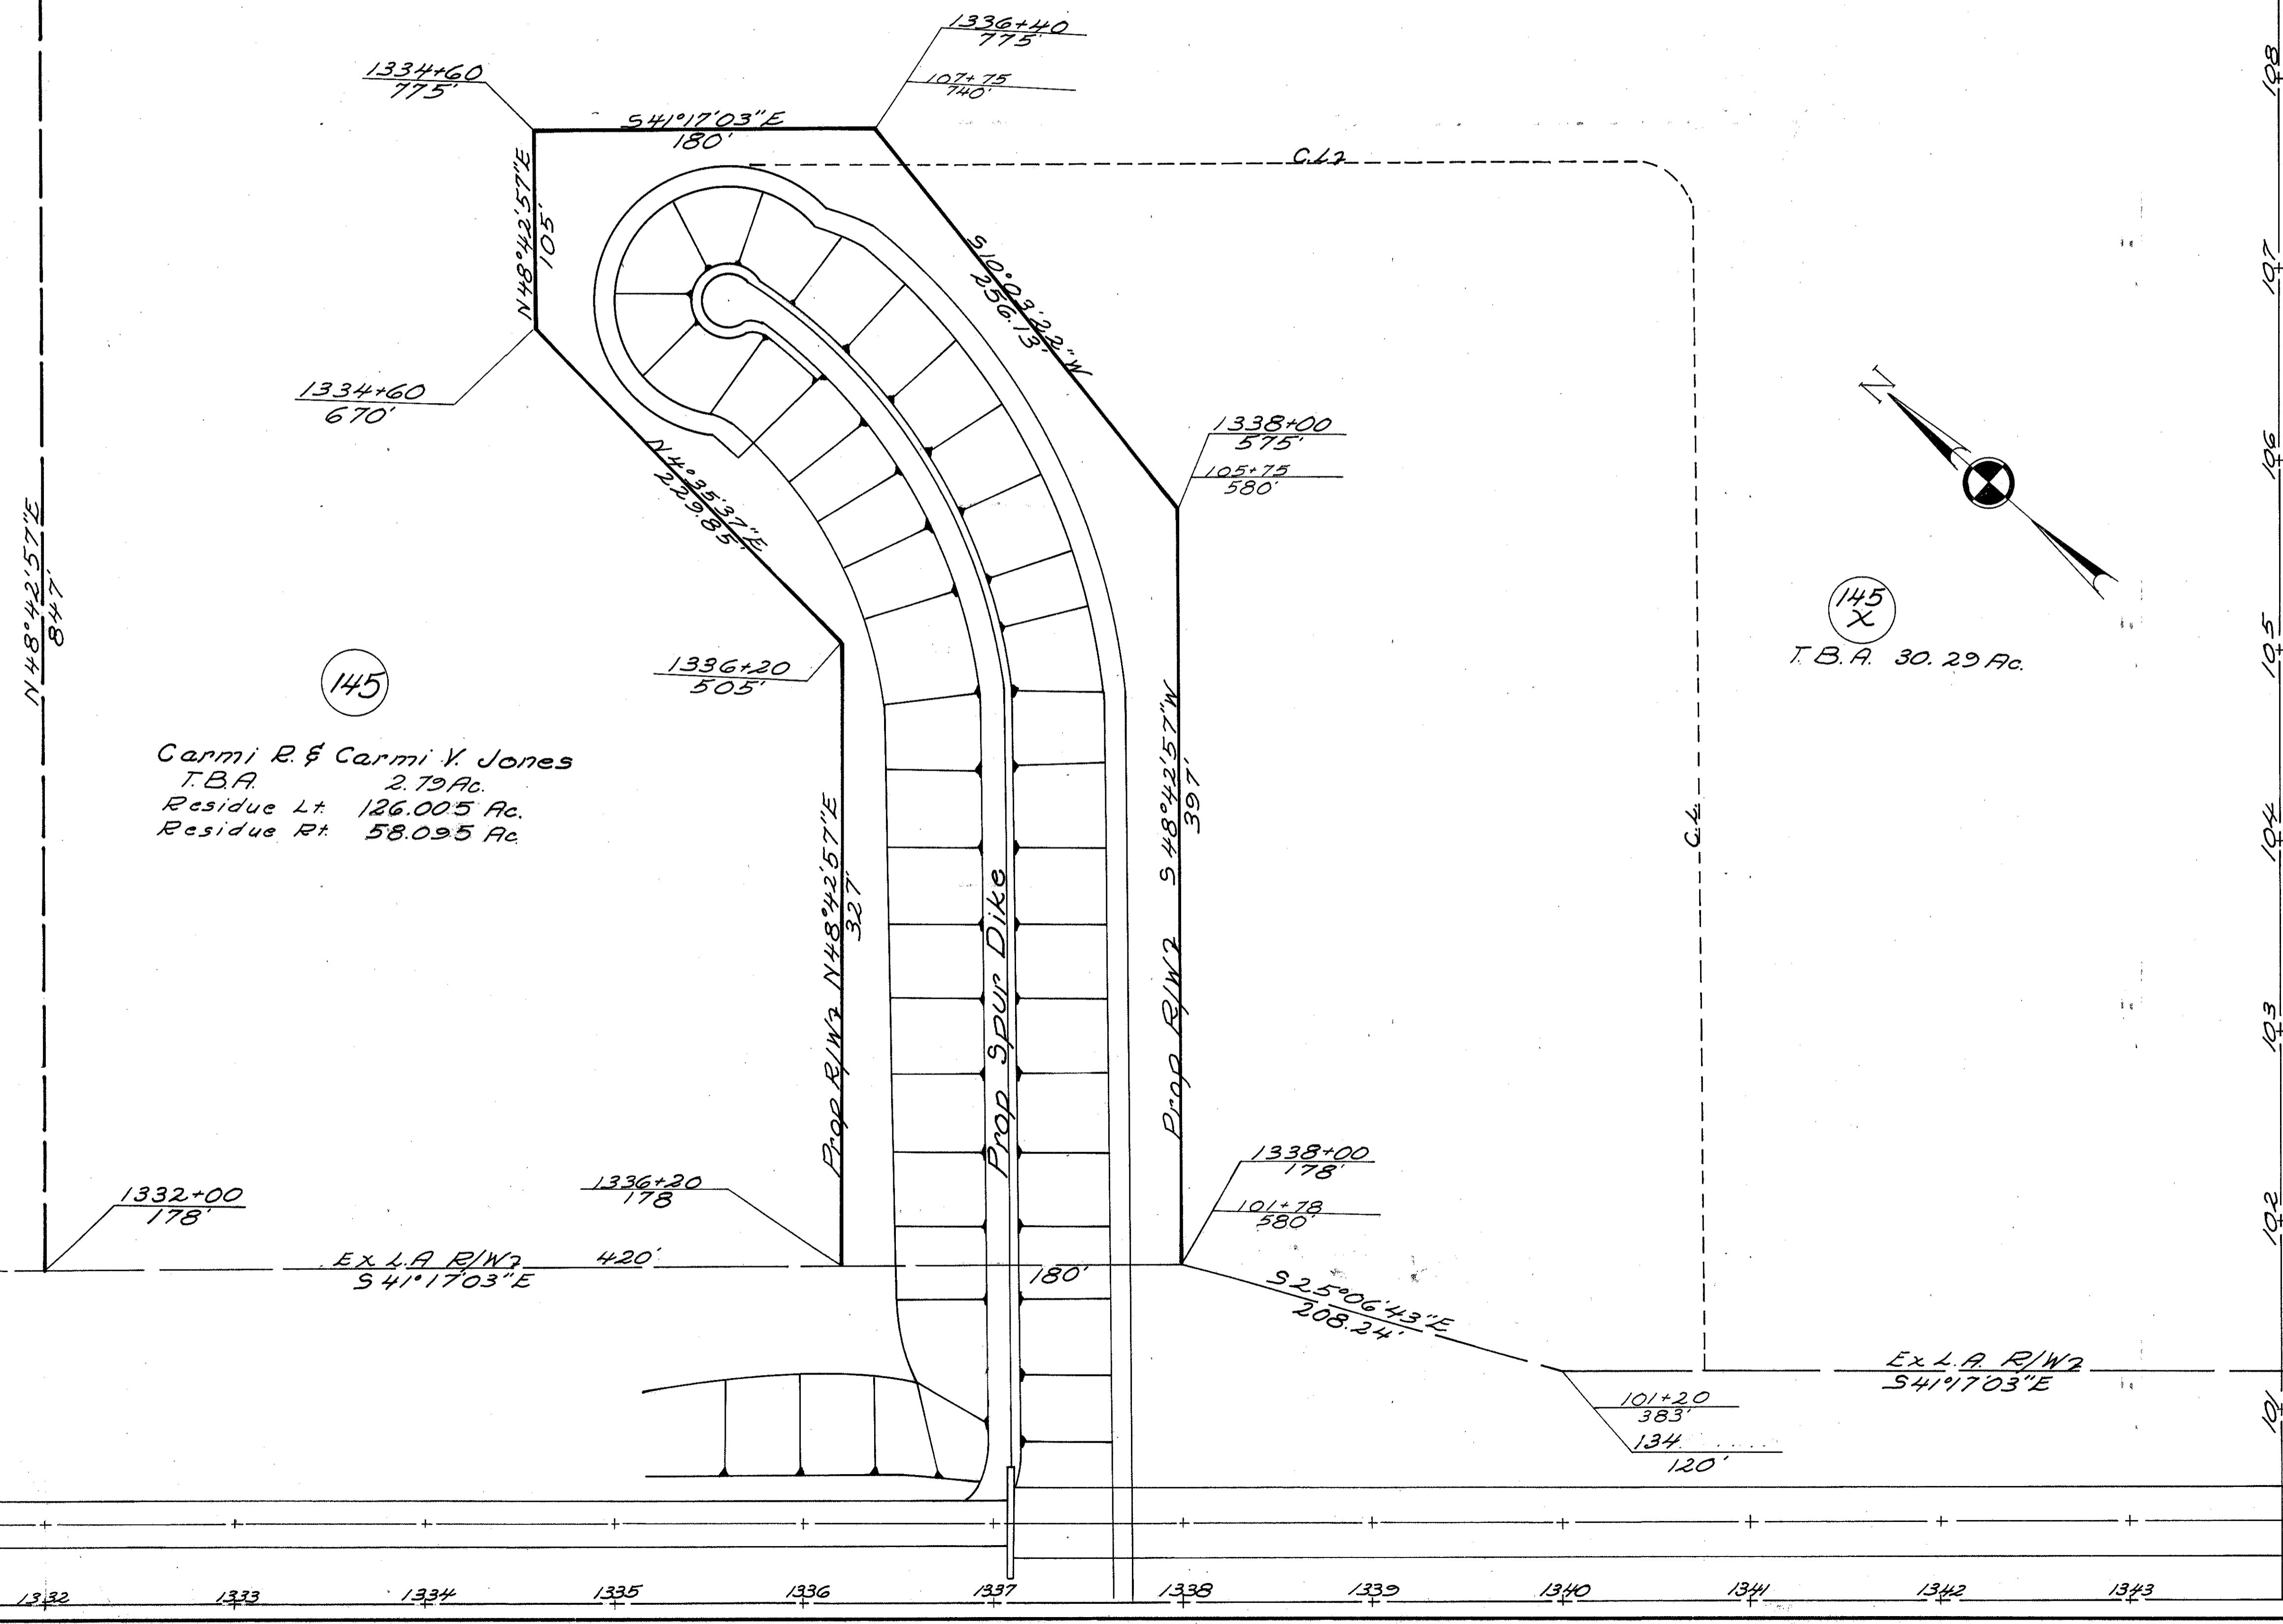 1336+40
775'
107+75
740'
1334+60
775'
S41°17'03"E
180'
N48°42'57"E
105'
C.L.
S10°03'22"W
256.13'
1334+60
670'
N4°35'37"E
229.85'
1338+00
575'
105+75
580'
N
145
X
T.B.A. 30.29 Ac.
N48°42'57"E
847'
1336+20
505'
145
Carmi R. & Carmi V. Jones
T.B.A. 2.79 Ac.
Residue Lt. 126.005 Ac.
Residue Rt. 58.095 Ac
Prop R/W N48°42'57"E
327'
Prop Spur Dike
Prop R/W S48°42'57"W
397'
C.L.
1332+00
178'
1336+20
178
1338+00
178'
101+78
580'
Ex L.A R/W 420'
S41°17'03"E
180'
S25°06'43"E
208.24'
Ex L.A. R/W
S41°17'03"E
101+20
383'
134
120'
108
107
106
105
104
103
102
101
1332 1333 1334 1335 1336 1337 1338 1339 1340 1341 1342 1343